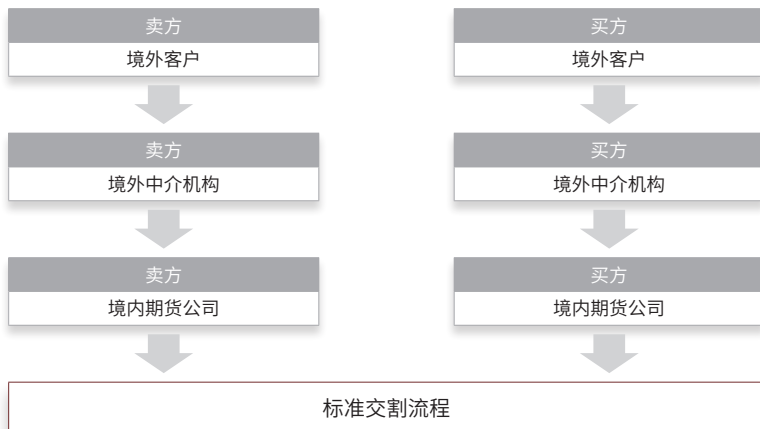 卖方
境外客户
买方
境外客户
卖方
境外中介机构
买方
境外中介机构
卖方
境内期货公司
买方
境内期货公司
标准交割流程